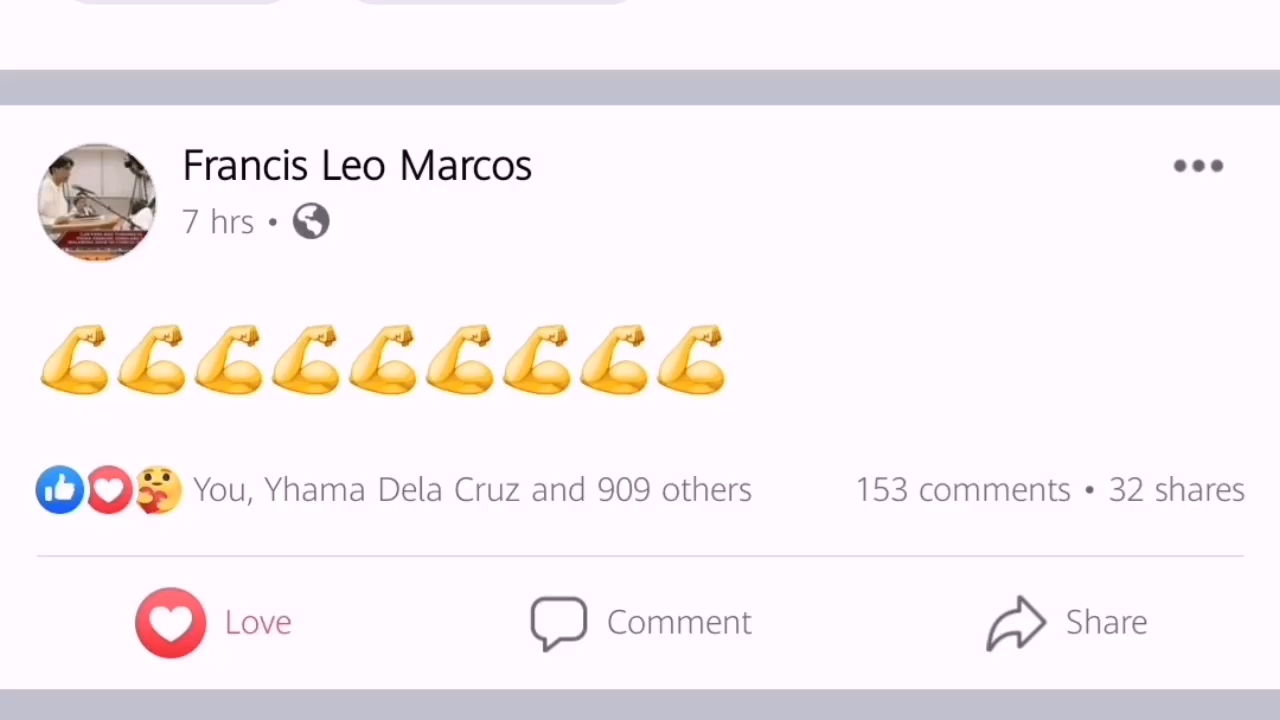 Francis Leo Marcos
7 hrs •
💪💪💪💪💪💪💪💪💪
You, Yhama Dela Cruz and 909 others
153 comments • 32 shares
Love
Comment
Share